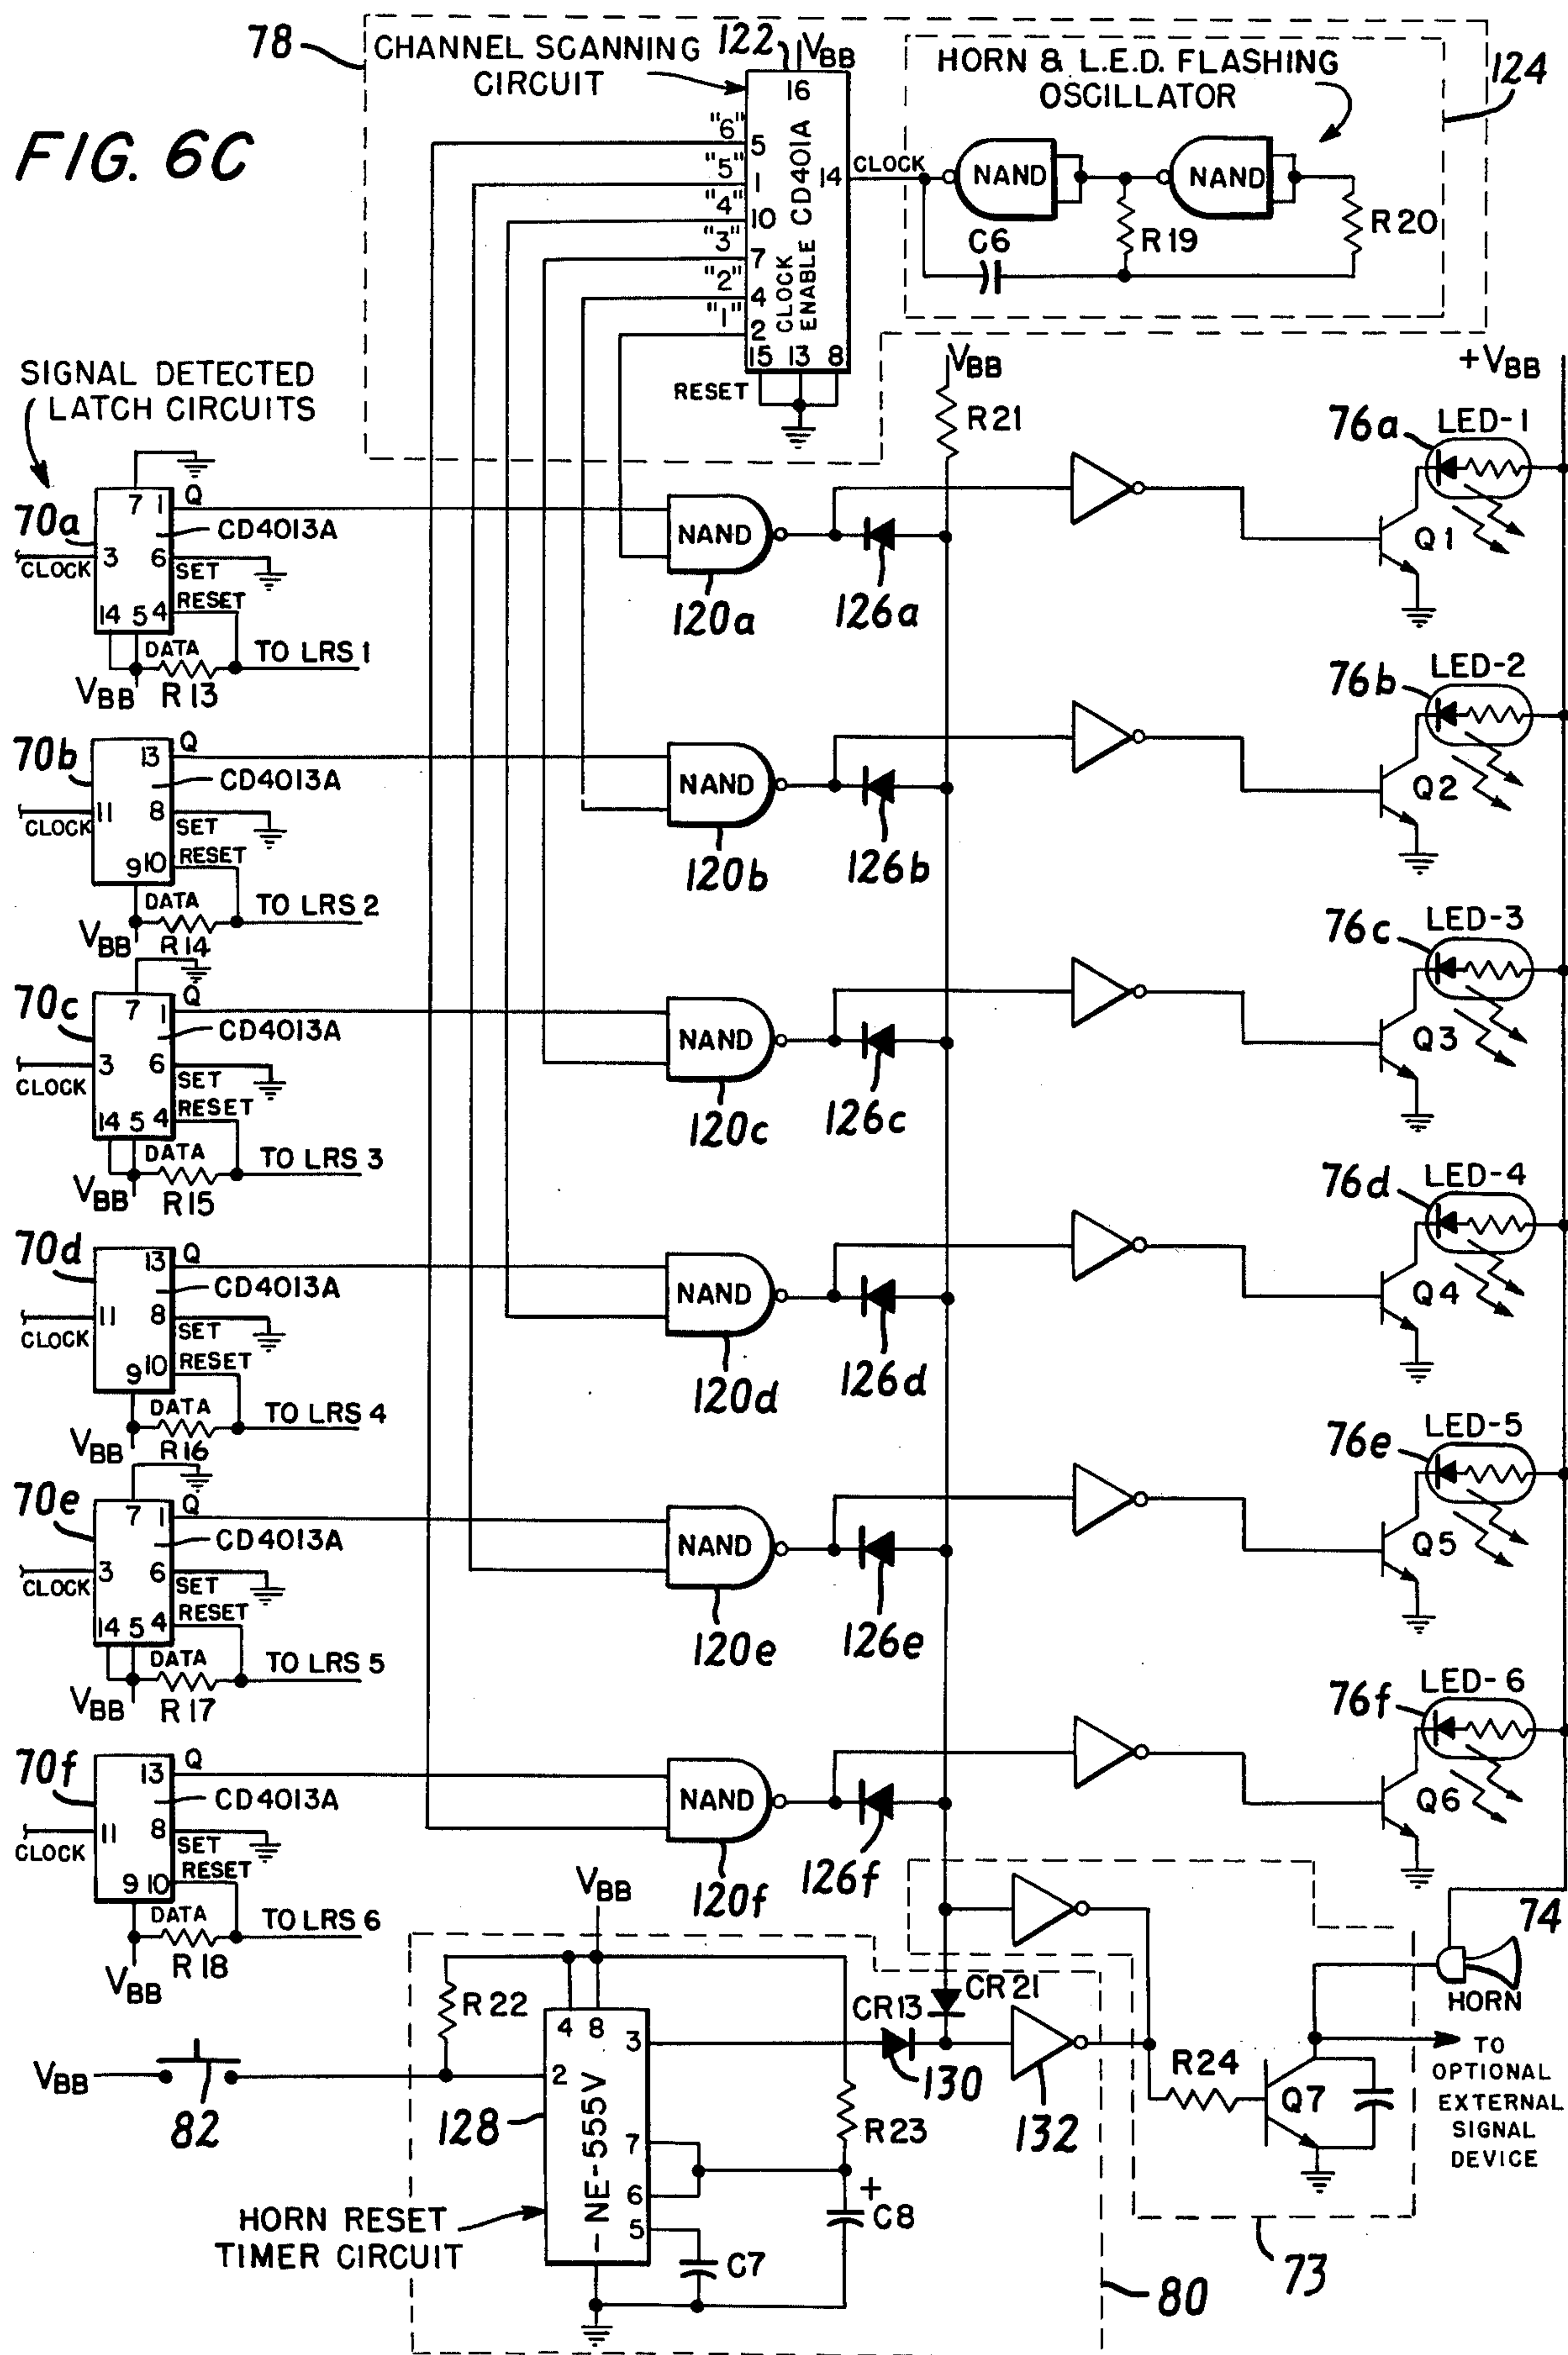 FIG. 6C
78
CHANNEL SCANNING
CIRCUIT
122
VBB
HORN & L.E.D. FLASHING
OSCILLATOR
124
16
"6"
5
"5"
1
"4"
10
"3"
7
"2"
4
"1"
2
CD401A
CLOCK
ENABLE
14
CLOCK
15 13 8
RESET
NAND
NAND
C6
R19
R20
VBB
R21
+VBB
SIGNAL DETECTED
LATCH CIRCUITS
70a
7 1 Q
CD4013A
CLOCK
3
6
SET
14 5 4
RESET
DATA
TO LRS 1
VBB
R13
NAND
120a
126a
76a
LED-1
Q1
70b
13 Q
CD4013A
CLOCK
11
8
SET
9 10
RESET
DATA
TO LRS 2
VBB
R14
NAND
120b
126b
76b
LED-2
Q2
70c
7 1 Q
CD4013A
CLOCK
3
6
SET
14 5 4
RESET
DATA
TO LRS 3
VBB
R15
NAND
120c
126c
76c
LED-3
Q3
70d
13 Q
CD4013A
CLOCK
11
8
SET
9 10
RESET
DATA
TO LRS 4
VBB
R16
NAND
120d
126d
76d
LED-4
Q4
70e
7 1 Q
CD4013A
CLOCK
3
6
SET
14 5 4
RESET
DATA
TO LRS 5
VBB
R17
NAND
120e
126e
76e
LED-5
Q5
70f
13 Q
CD4013A
CLOCK
11
8
SET
9 10
RESET
DATA
TO LRS 6
VBB
R18
NAND
120f
126f
76f
LED-6
Q6
VBB
R22
4 8
3
2
7
6
5
NE-555V
VBB
82
128
HORN RESET
TIMER CIRCUIT
C7
R23
+
C8
CR13
CR21
130
132
80
R24
Q7
73
74
HORN
TO
OPTIONAL
EXTERNAL
SIGNAL
DEVICE